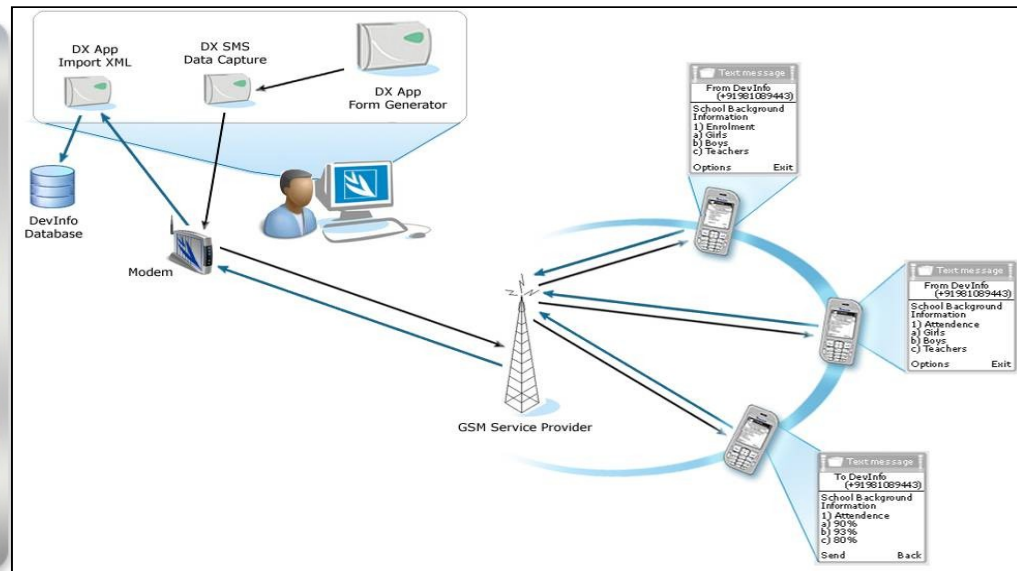 DX App
Import XML
DX SMS
Data Capture
DX App
Form Generator
DevInfo
Database
Modem
GSM Service Provider
Text message
From DevInfo
(+91981089443)
School Background
Information
1) Enrolment
a) Girls
b) Boys
c) Teachers
Options Exit
Text message
From DevInfo
(+91981089443)
School Background
Information
1) Attendence
a) Girls
b) Boys
c) Teachers
Options Exit
Text message
To DevInfo
(+91981089443)
School Background
Information
1) Attendence
a) 90%
b) 93%
c) 80%
Send Back